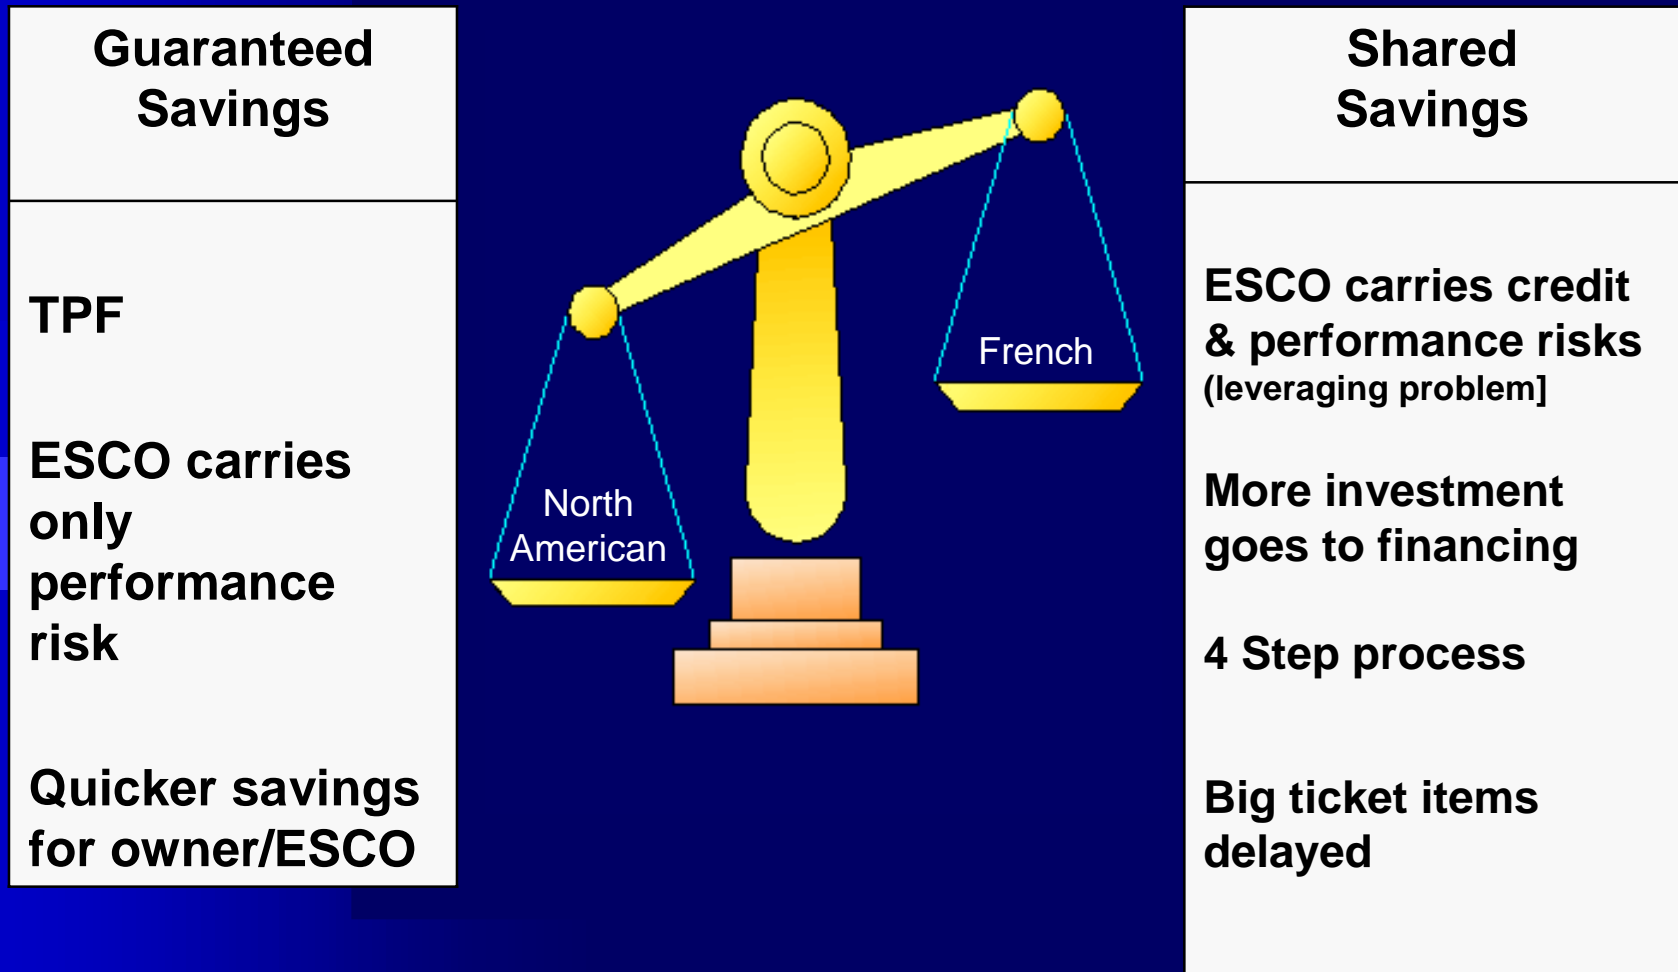 Guaranteed
Savings
TPF
ESCO carries
only
performance
risk
Quicker savings
for owner/ESCO
North
American
French
Shared
Savings
ESCO carries credit
& performance risks
(leveraging problem]
More investment
goes to financing
4 Step process
Big ticket items
delayed